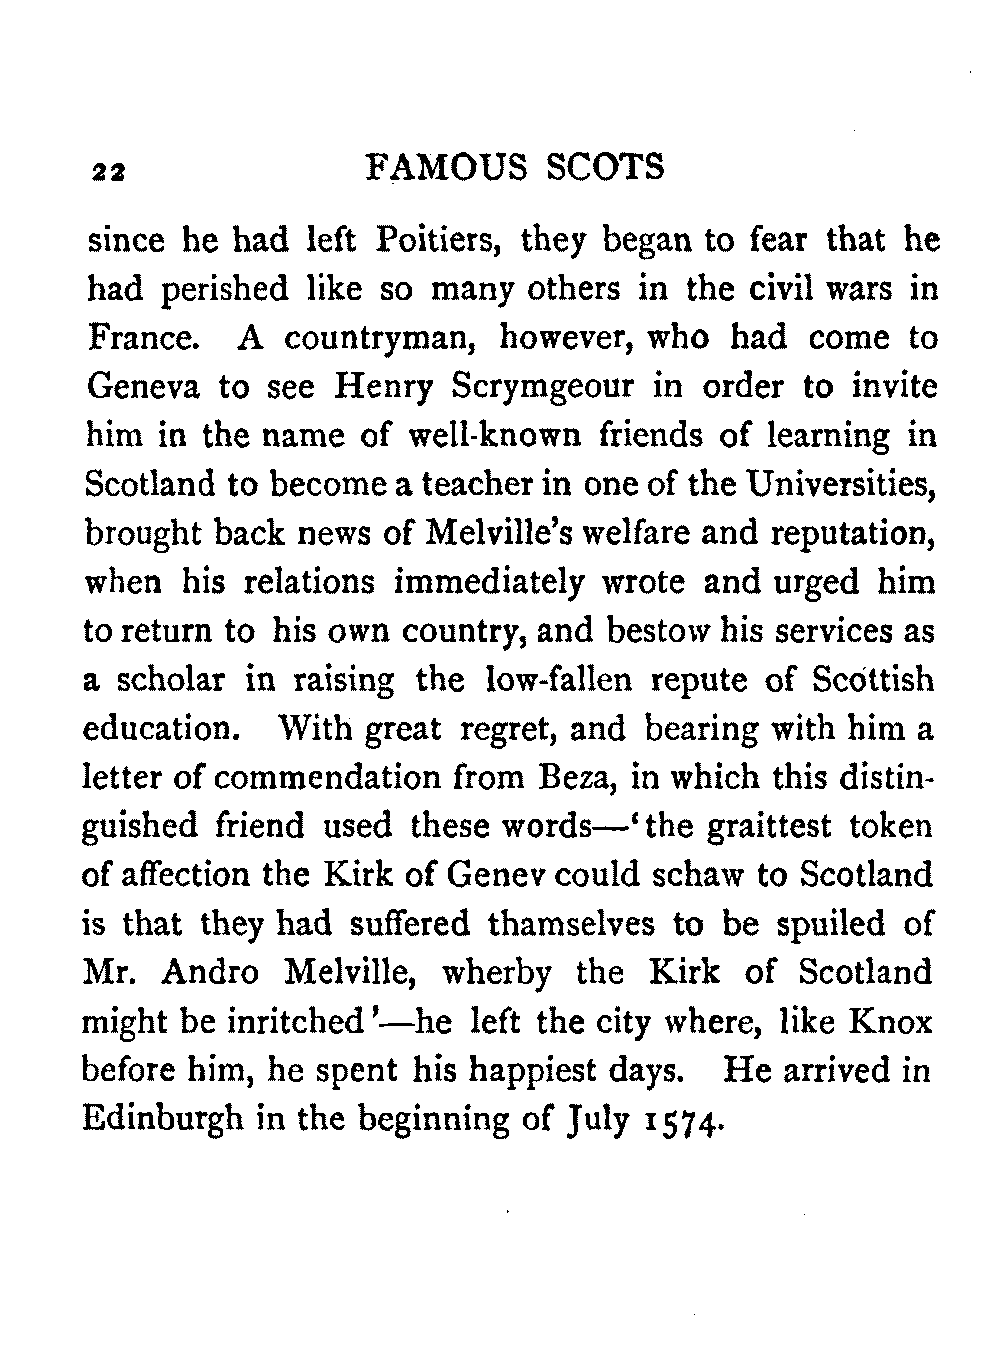 22 FAMOUS SCOTS
since he had left Poitiers, they began to fear that he
had perished like so many others in the civil wars in
France. A countryman, however, who had come to
Geneva to see Henry Scrymgeour in order to invite
him in the name of well-known friends of learning in
Scotland to become a teacher in one of the Universities,
brought back news of Melville's welfare and reputation,
when his relations immediately wrote and urged him
to return to his own country, and bestow his services as
a scholar in raising the low-fallen repute of Scottish
education. With great regret, and bearing with him a
letter of commendation from Beza, in which this distin-
guished friend used these words—'the graittest token
of affection the Kirk of Genev could schaw to Scotland
is that they had suffered thamselves to be spuiled of
Mr. Andro Melville, wherby the Kirk of Scotland
might be inritched'—he left the city where, like Knox
before him, he spent his happiest days. He arrived in
Edinburgh in the beginning of July 1574.